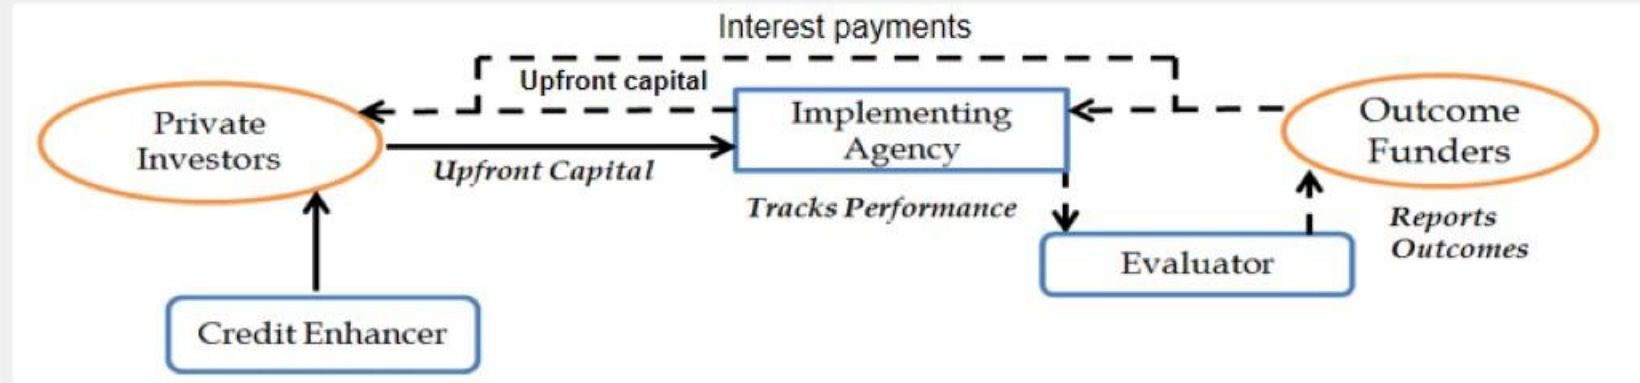 Interest payments
Upfront capital
Private
Investors
Implementing
Agency
Outcome
Funders
Upfront Capital
Tracks Performance
Reports
Outcomes
Evaluator
Credit Enhancer